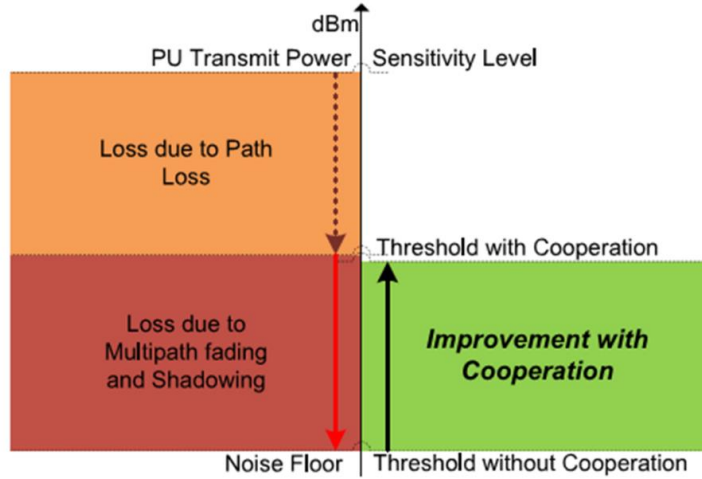 dBm
PU Transmit Power
Sensitivity Level
Loss due to Path
Loss
Threshold with Cooperation
Loss due to
Multipath fading
and Shadowing
Improvement with
Cooperation
Noise Floor
Threshold without Cooperation